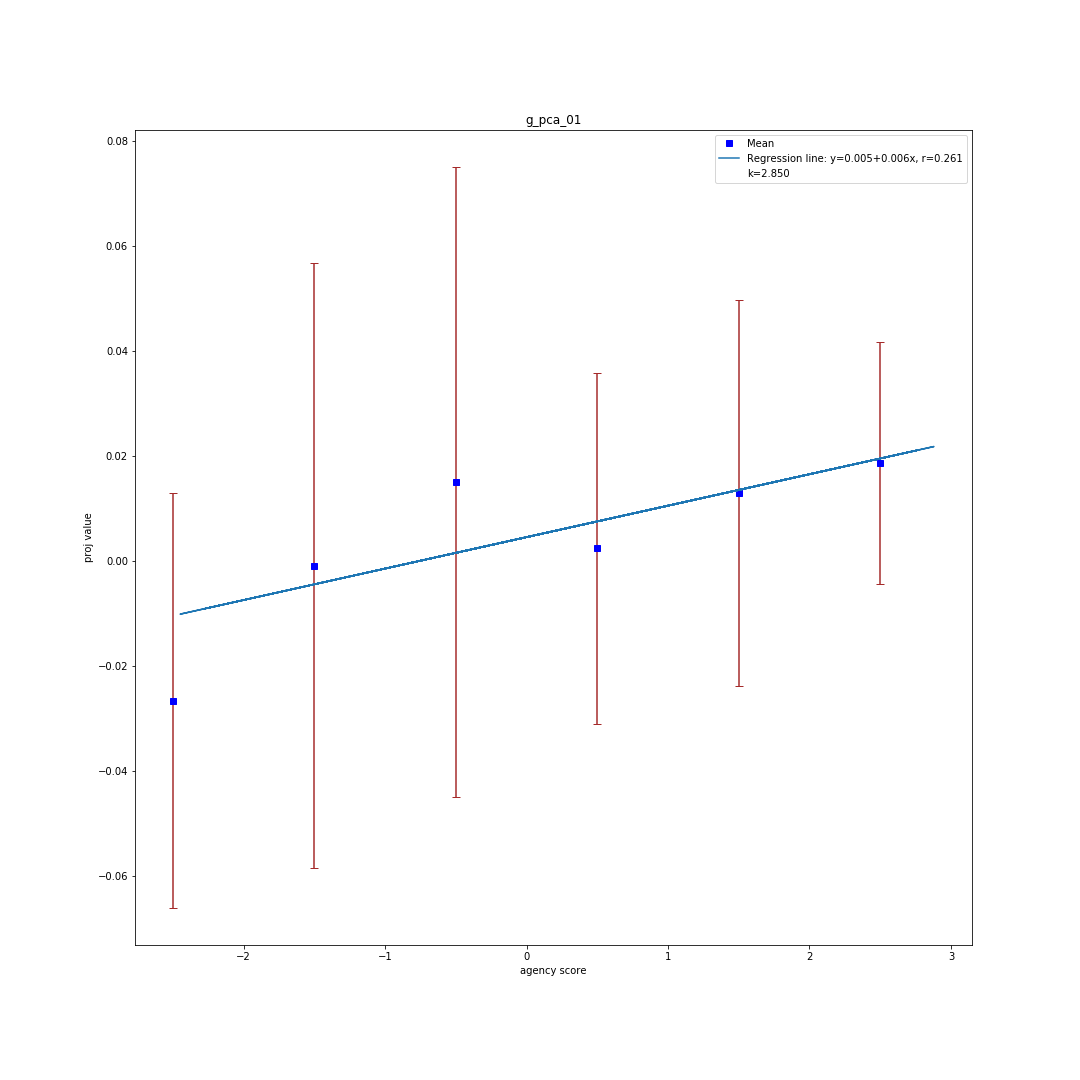 g_pca_01
Mean
Regression line: y=0.005+0.006x, r=0.261
k=2.850
0.08
0.06
0.04
0.02
0.00
−0.02
−0.04
−0.06
proj value
−2
−1
0
1
2
3
agency score